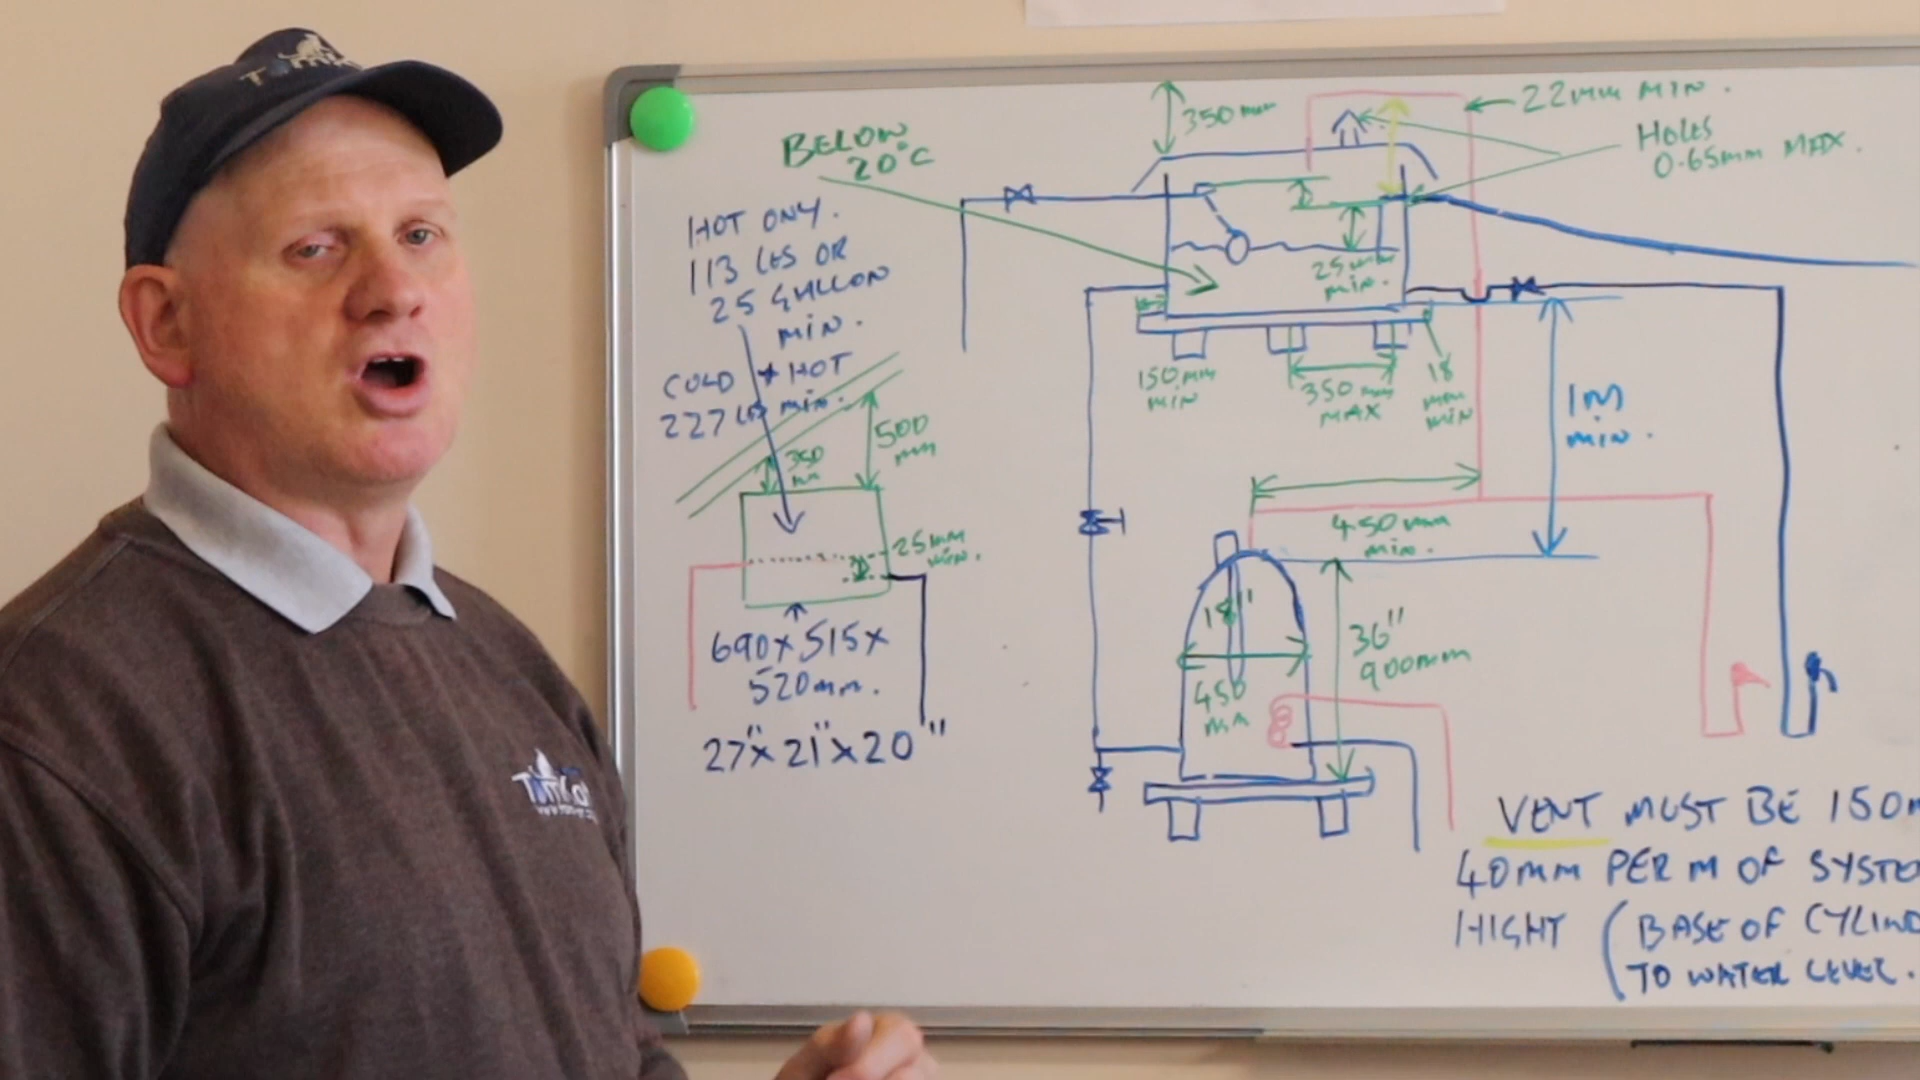 BELOW
20°C
HOT ONLY.
113 LTS OR
25 GALLON
MIN.
COLD + HOT
227 LTS min.
350
mm
500
mm
25mm
min.
690x515x
520mm.
27"x21"x20"
350mm
22mm MIN.
HOLES
0.65mm MAX.
25mm
min.
150mm
MIN
350mm
MAX
18
mm
MIN
1M
min.
450mm
min.
18"
450
mm
36"
900mm
VENT MUST BE 150m
40mm PER M OF SYSTE
HIGHT (BASE OF CYLIND
TO WATER LEVEL.